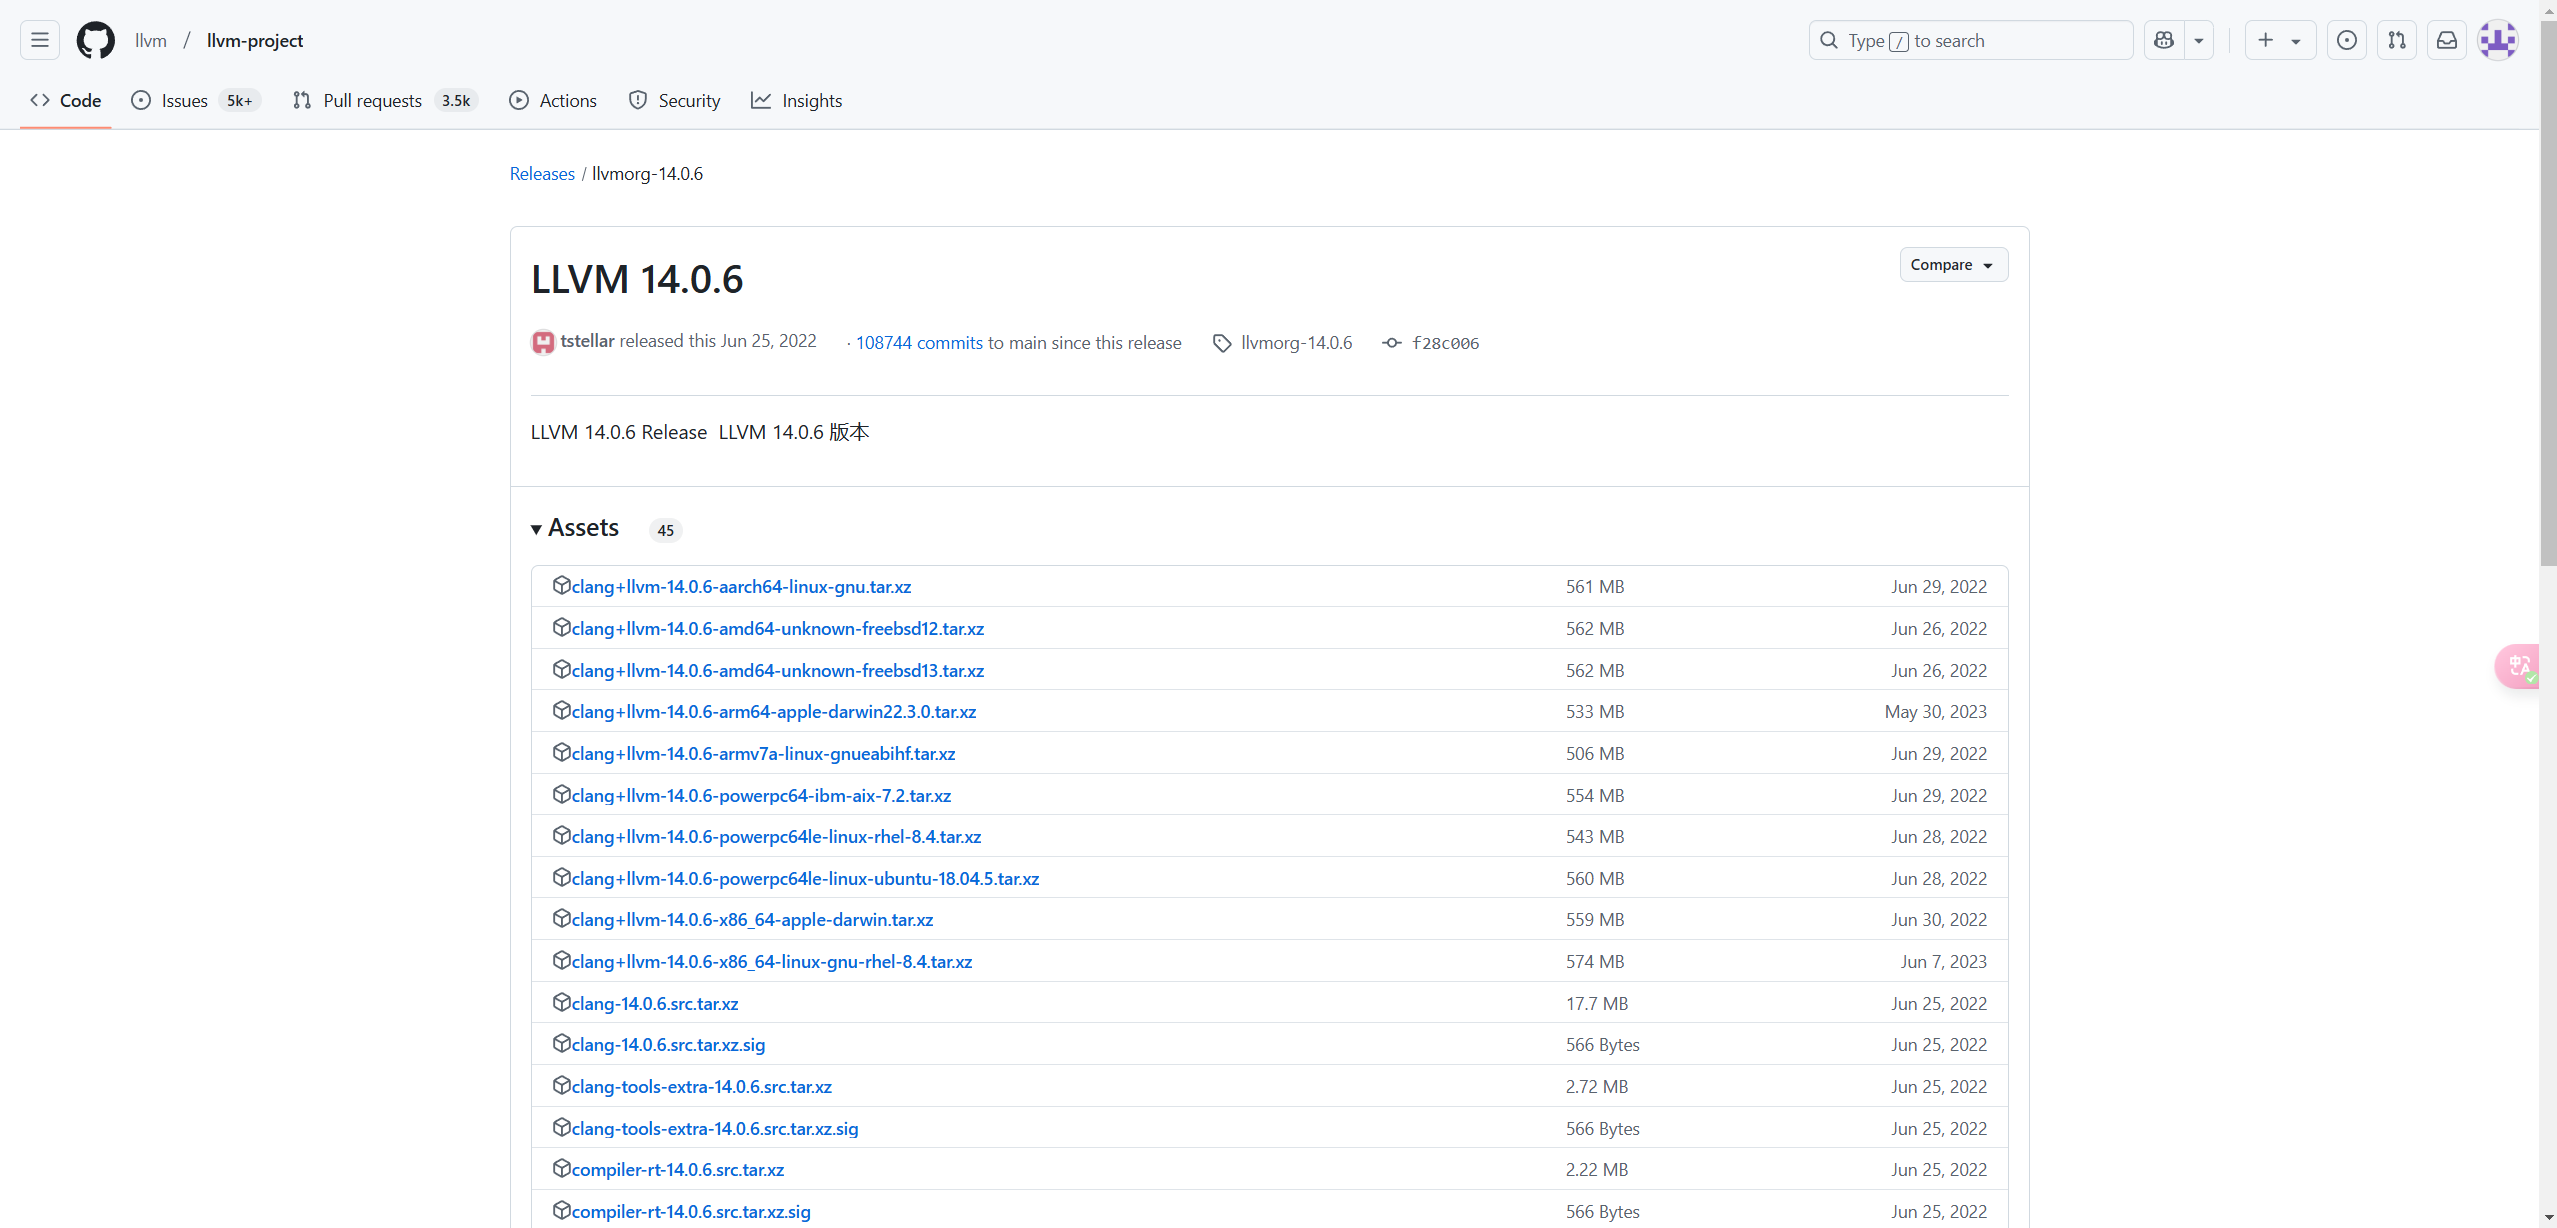 llvm / llvm-project
Type / to search
Code Issues 5k+ Pull requests 3.5k Actions Security Insights
Releases / llvmorg-14.0.6
LLVM 14.0.6
Compare
tstellar released this Jun 25, 2022 · 108744 commits to main since this release llvmorg-14.0.6 f28c006
LLVM 14.0.6 Release LLVM 14.0.6 版本
Assets 45
clang+llvm-14.0.6-aarch64-linux-gnu.tar.xz 561 MB Jun 29, 2022
clang+llvm-14.0.6-amd64-unknown-freebsd12.tar.xz 562 MB Jun 26, 2022
clang+llvm-14.0.6-amd64-unknown-freebsd13.tar.xz 562 MB Jun 26, 2022
clang+llvm-14.0.6-arm64-apple-darwin22.3.0.tar.xz 533 MB May 30, 2023
clang+llvm-14.0.6-armv7a-linux-gnueabihf.tar.xz 506 MB Jun 29, 2022
clang+llvm-14.0.6-powerpc64-ibm-aix-7.2.tar.xz 554 MB Jun 29, 2022
clang+llvm-14.0.6-powerpc64le-linux-rhel-8.4.tar.xz 543 MB Jun 28, 2022
clang+llvm-14.0.6-powerpc64le-linux-ubuntu-18.04.5.tar.xz 560 MB Jun 28, 2022
clang+llvm-14.0.6-x86_64-apple-darwin.tar.xz 559 MB Jun 30, 2022
clang+llvm-14.0.6-x86_64-linux-gnu-rhel-8.4.tar.xz 574 MB Jun 7, 2023
clang-14.0.6.src.tar.xz 17.7 MB Jun 25, 2022
clang-14.0.6.src.tar.xz.sig 566 Bytes Jun 25, 2022
clang-tools-extra-14.0.6.src.tar.xz 2.72 MB Jun 25, 2022
clang-tools-extra-14.0.6.src.tar.xz.sig 566 Bytes Jun 25, 2022
compiler-rt-14.0.6.src.tar.xz 2.22 MB Jun 25, 2022
compiler-rt-14.0.6.src.tar.xz.sig 566 Bytes Jun 25, 2022